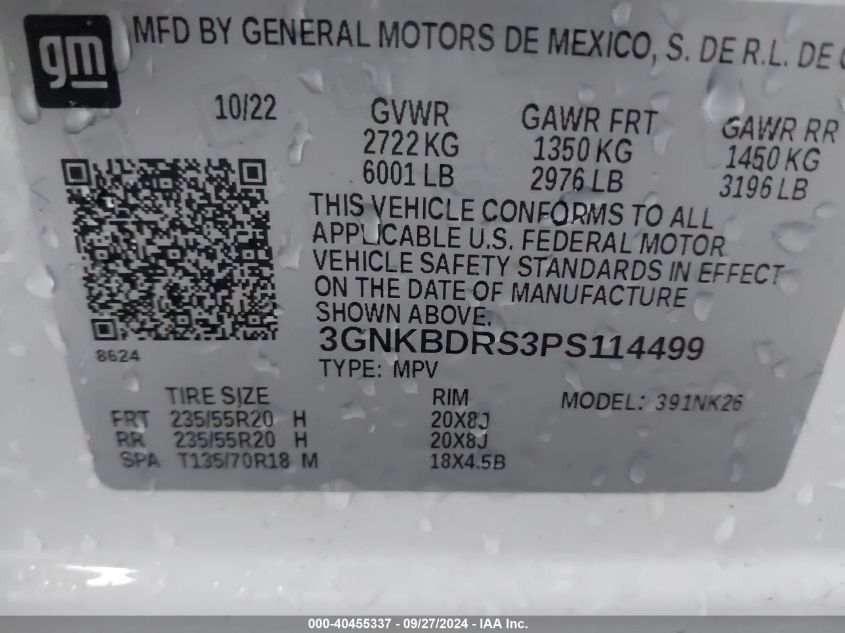 gm
MFD BY GENERAL MOTORS DE MEXICO, S. DE R.L. DE
10/22
GVWR GAWR FRT GAWR RR
2722 KG 1350 KG 1450 KG
6001 LB 2976 LB 3196 LB
THIS VEHICLE CONFORMS TO ALL
APPLICABLE U.S. FEDERAL MOTOR
VEHICLE SAFETY STANDARDS IN EFFECT
ON THE DATE OF MANUFACTURE
SHOWN ABOVE.
3GNKBDRS3PS114499
8624
TYPE: MPV
TIRE SIZE RIM MODEL: 391NK26
FRT 235/55R20 H 20X8J
RR 235/55R20 H 20X8J
SPA T135/70R18 M 18X4.5B
000-40455337 - 09/27/2024 - IAA Inc.